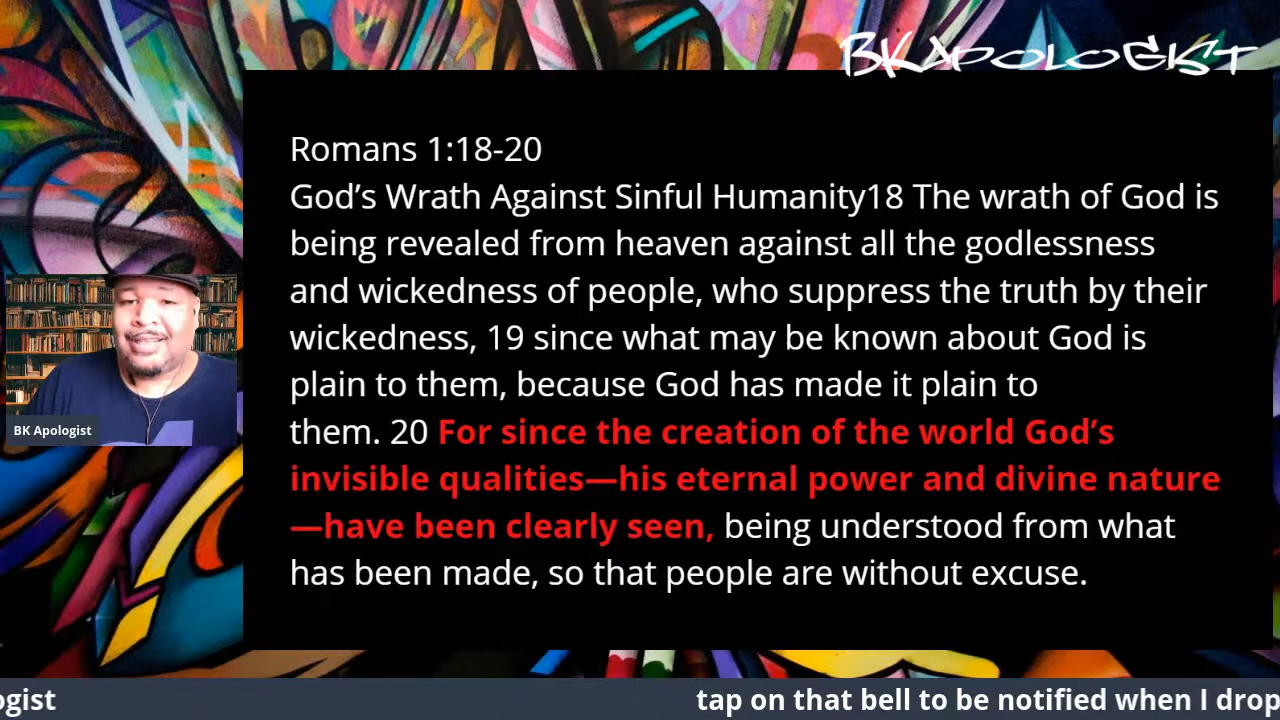 BKAPOLOGIST
Romans 1:18-20
God’s Wrath Against Sinful Humanity18 The wrath of God is
being revealed from heaven against all the godlessness
and wickedness of people, who suppress the truth by their
wickedness, 19 since what may be known about God is
plain to them, because God has made it plain to
them. 20 For since the creation of the world God’s
invisible qualities—his eternal power and divine nature
—have been clearly seen, being understood from what
has been made, so that people are without excuse.
BK Apologist
ogist tap on that bell to be notified when I drop